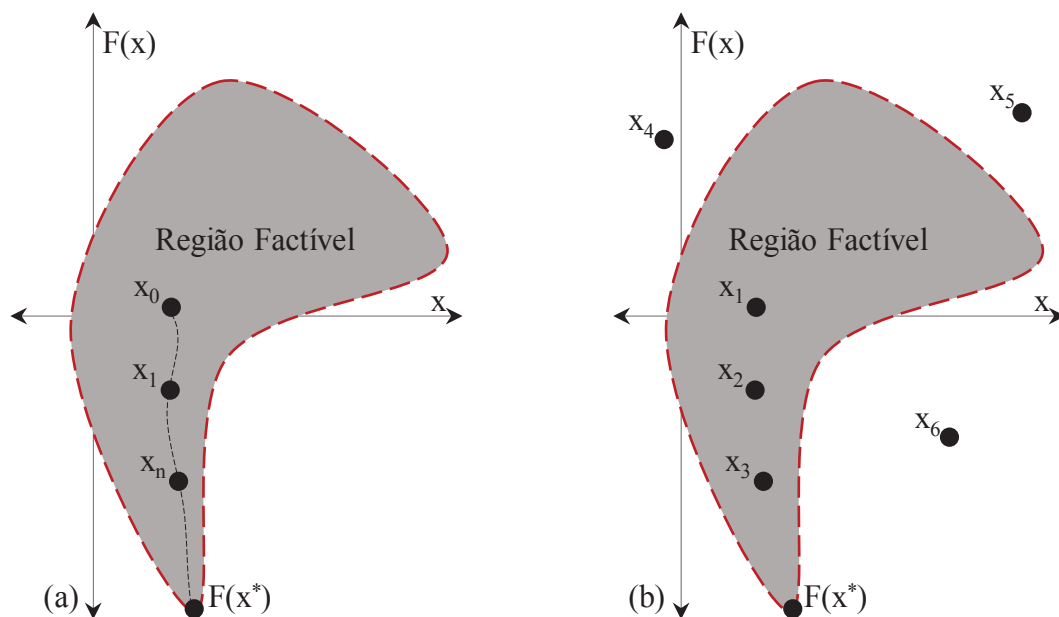 F(x)
Região Factível
x₀
x
x₁
xₙ
(a)
F(x*)
F(x)
x₅
x₄
Região Factível
x₁
x
x₂
x₆
x₃
(b)
F(x*)